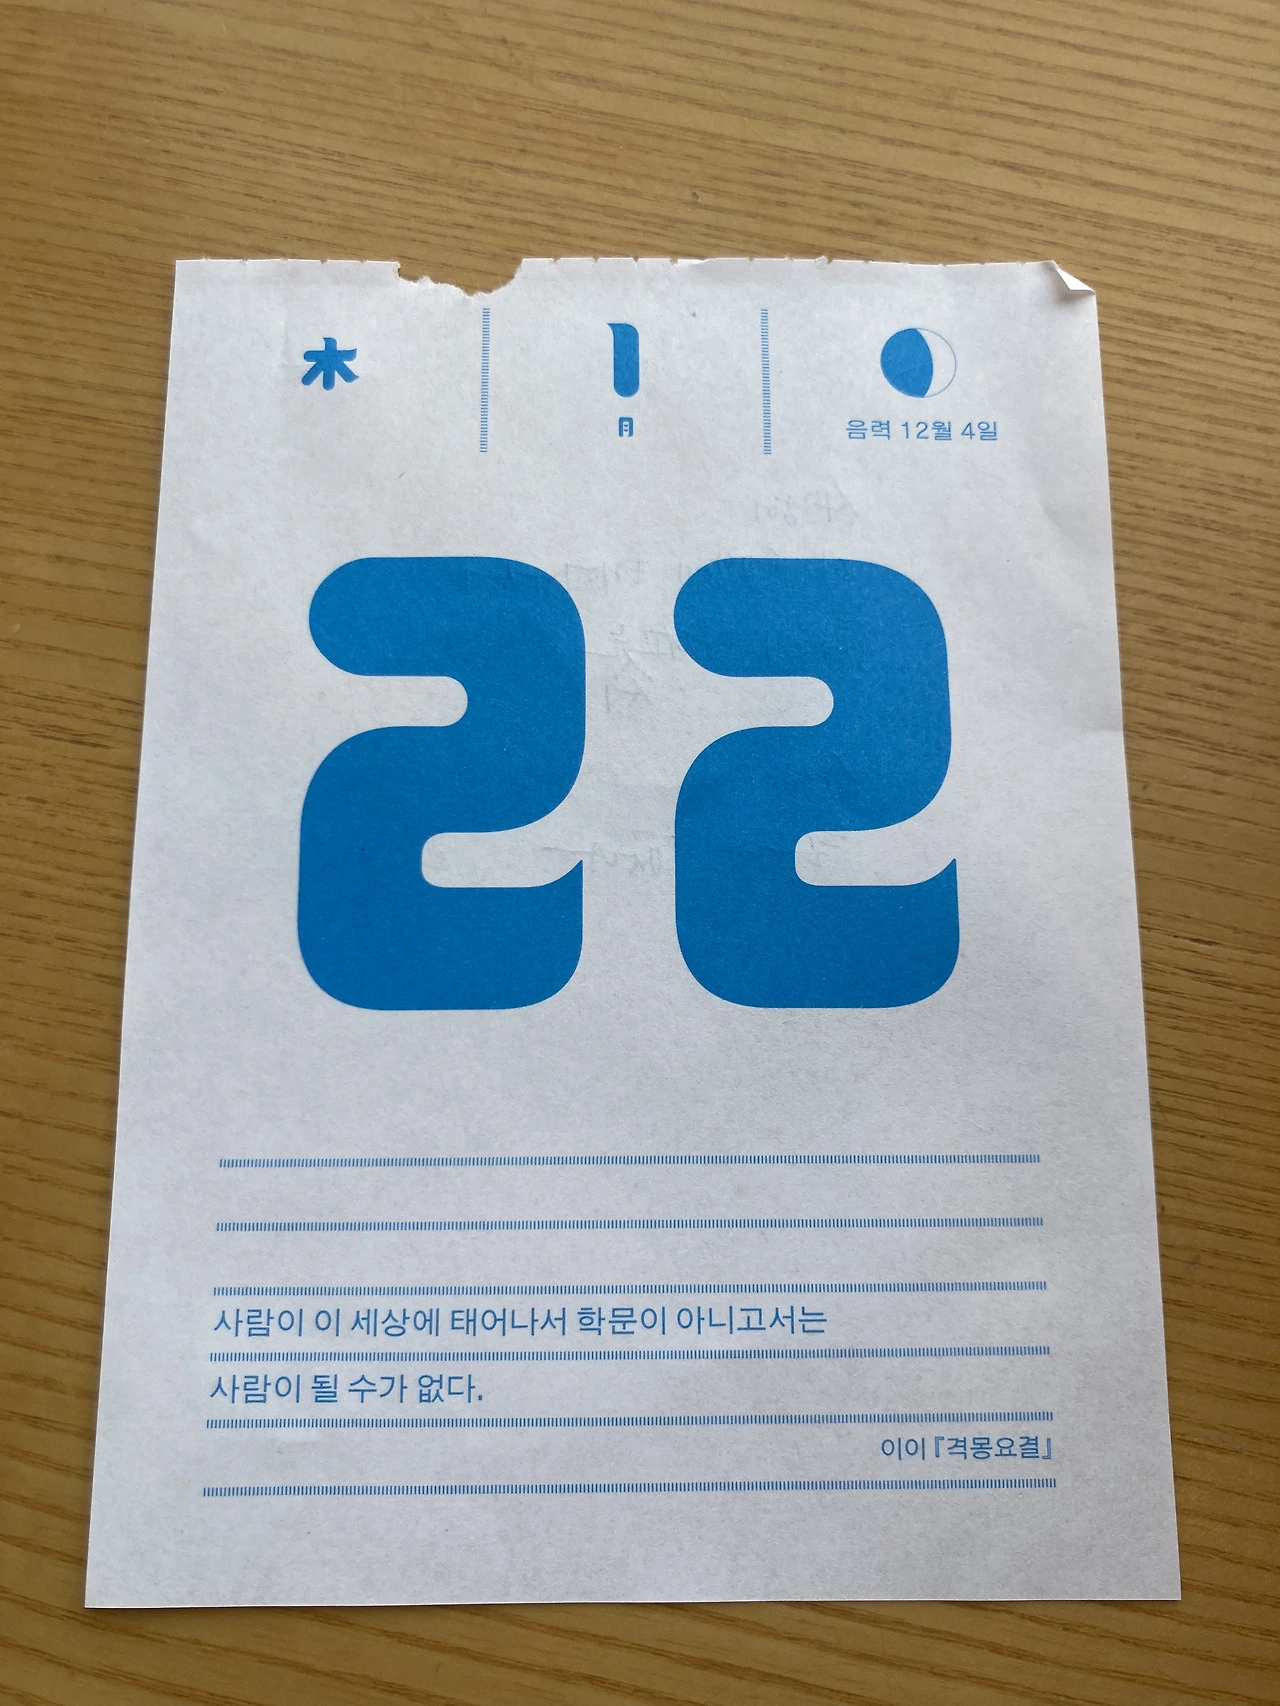 木
1
月
음력 12월 4일
22
사람이 이 세상에 태어나서 학문이 아니고서는
사람이 될 수가 없다.
이이『격몽요결』